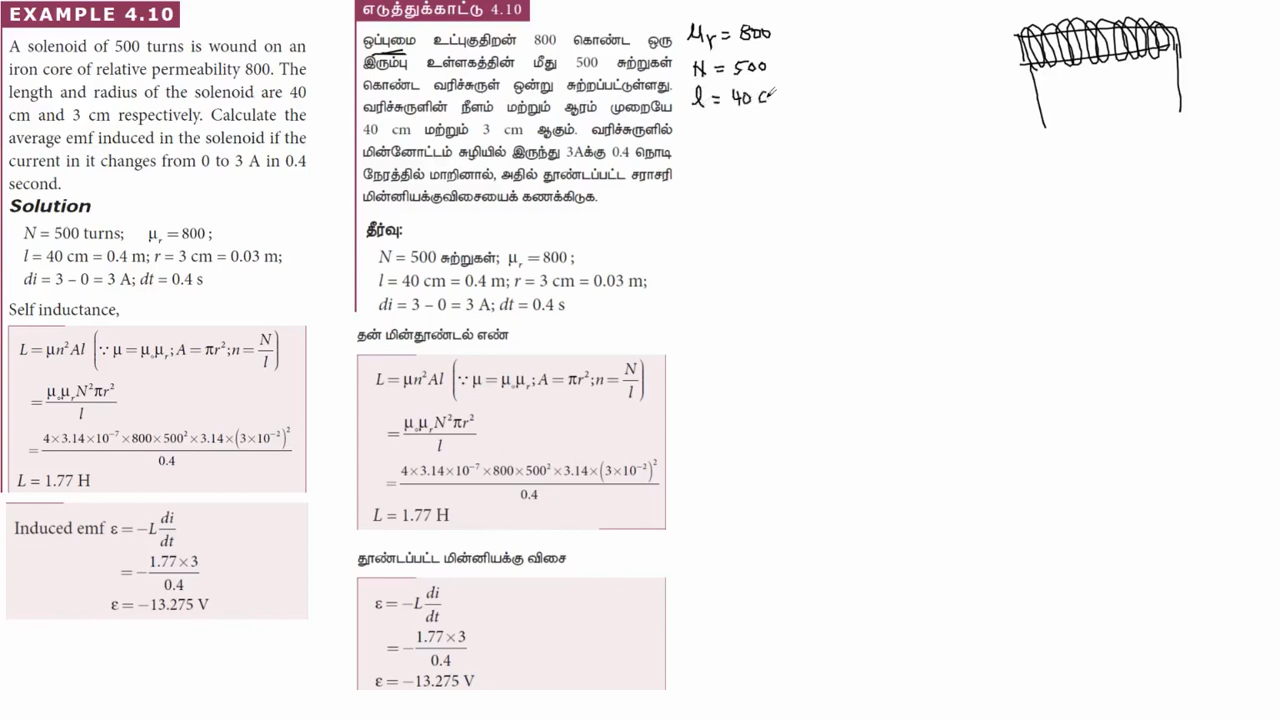 EXAMPLE 4.10
A solenoid of 500 turns is wound on an
iron core of relative permeability 800. The
length and radius of the solenoid are 40
cm and 3 cm respectively. Calculate the
average emf induced in the solenoid if the
current in it changes from 0 to 3 A in 0.4
second.
Solution
N = 500 turns; μr = 800 ;
l = 40 cm = 0.4 m; r = 3 cm = 0.03 m;
di = 3 – 0 = 3 A; dt = 0.4 s
Self inductance,
L = μn²Al (∵ μ = μ₀μr; A = πr²; n = N/l)
= μ₀μrN²πr²/l
= 4×3.14×10⁻⁷×800×500²×3.14×(3×10⁻²)²/0.4
L = 1.77 H
Induced emf ε = −L di/dt
= −1.77×3/0.4
ε = −13.275 V
எடுத்துக்காட்டு 4.10
ஒப்புமை உட்புகுதிறன் 800 கொண்ட ஒரு
இரும்பு உள்ளகத்தின் மீது 500 சுற்றுகள்
கொண்ட வரிச்சுருள் ஒன்று சுற்றப்பட்டுள்ளது.
வரிச்சுருளின் நீளம் மற்றும் ஆரம் முறையே
40 cm மற்றும் 3 cm ஆகும். வரிச்சுருளில்
மின்னோட்டம் சுழியில் இருந்து 3Aக்கு 0.4 நொடி
நேரத்தில் மாறினால், அதில் தூண்டப்பட்ட சராசரி
மின்னியக்குவிசையைக் கணக்கிடுக.
தீர்வு:
N = 500 சுற்றுகள்; μr = 800 ;
l = 40 cm = 0.4 m; r = 3 cm = 0.03 m;
di = 3 – 0 = 3 A; dt = 0.4 s
தன் மின்தூண்டல் எண்
L = μn²Al (∵ μ = μ₀μr; A = πr²; n = N/l)
= μ₀μrN²πr²/l
= 4×3.14×10⁻⁷×800×500²×3.14×(3×10⁻²)²/0.4
L = 1.77 H
தூண்டப்பட்ட மின்னியக்கு விசை
ε = −L di/dt
= −1.77×3/0.4
ε = −13.275 V
μr = 800
N = 500
l = 40 c